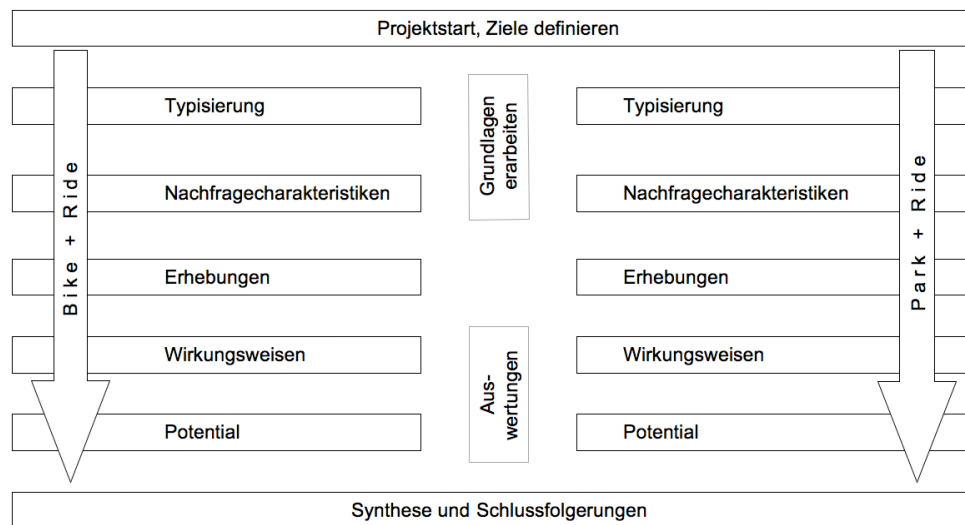 Projektstart, Ziele definieren
Typisierung
Nachfragecharakteristiken
Erhebungen
Wirkungsweisen
Potential
Bike + Ride
Grundlagen
erarbeiten
Aus-
wertungen
Typisierung
Nachfragecharakteristiken
Erhebungen
Wirkungsweisen
Potential
Park + Ride
Synthese und Schlussfolgerungen